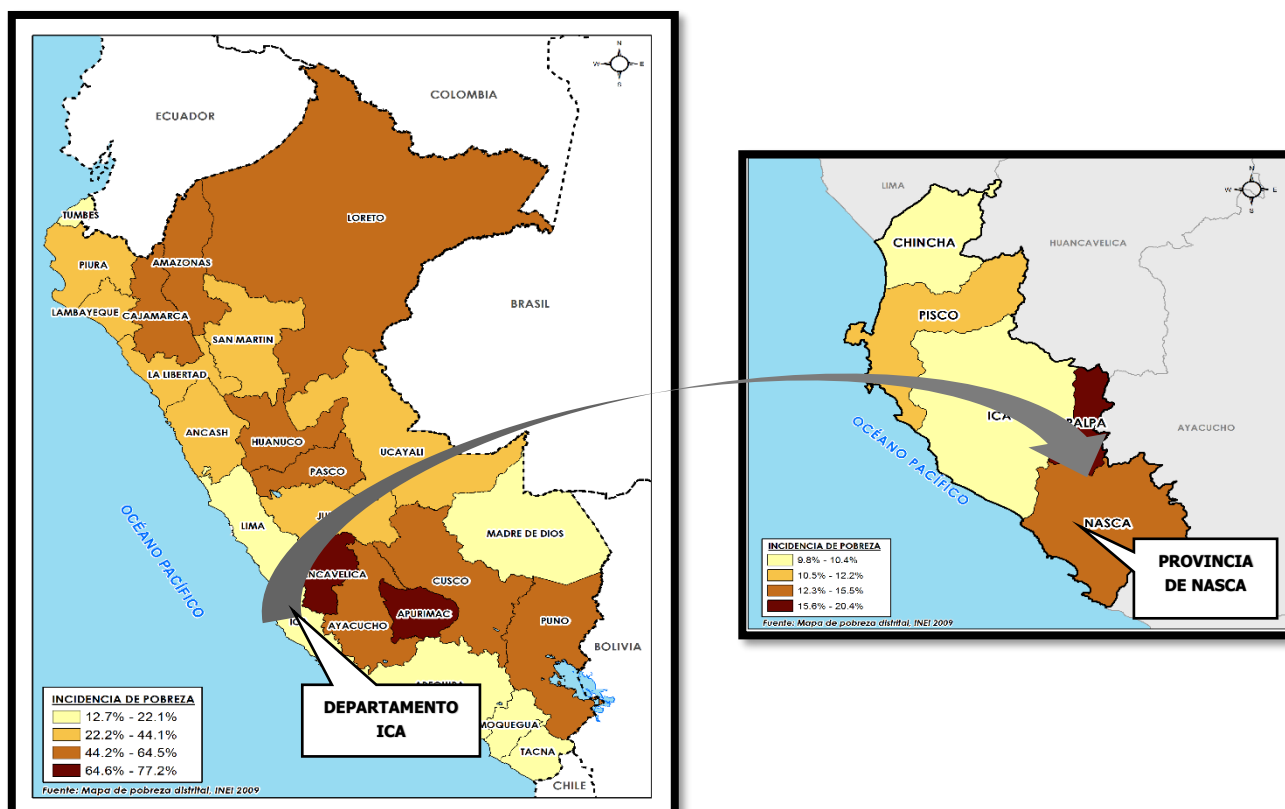 N
W
E
S
COLOMBIA
ECUADOR
TUMBES
LORETO
PIURA
AMAZONAS
BRASIL
LAMBAYEQUE
CAJAMARCA
SAN MARTIN
LA LIBERTAD
ANCASH
HUANUCO
UCAYALI
PASCO
LIMA
JU
MADRE DE DIOS
OCÉANO PACÍFICO
NCAVELICA
CUSCO
APURIMAC
IC
AYACUCHO
PUNO
BOLIVIA
DEPARTAMENTO
ICA
MOQUEGUA
TACNA
CHILE
INCIDENCIA DE POBREZA
12.7% - 22.1%
22.2% - 44.1%
44.2% - 64.5%
64.6% - 77.2%
Fuente: Mapa de pobreza distrital, INEI 2009
N
W
E
S
LIMA
CHINCHA
HUANCAVELICA
PISCO
ICA
PALPA
AYACUCHO
OCÉANO PACÍFICO
NASCA
PROVINCIA
DE NASCA
INCIDENCIA DE POBREZA
9.8% - 10.4%
10.5% - 12.2%
12.3% - 15.5%
15.6% - 20.4%
Fuente: Mapa de pobreza distrital, INEI 2009